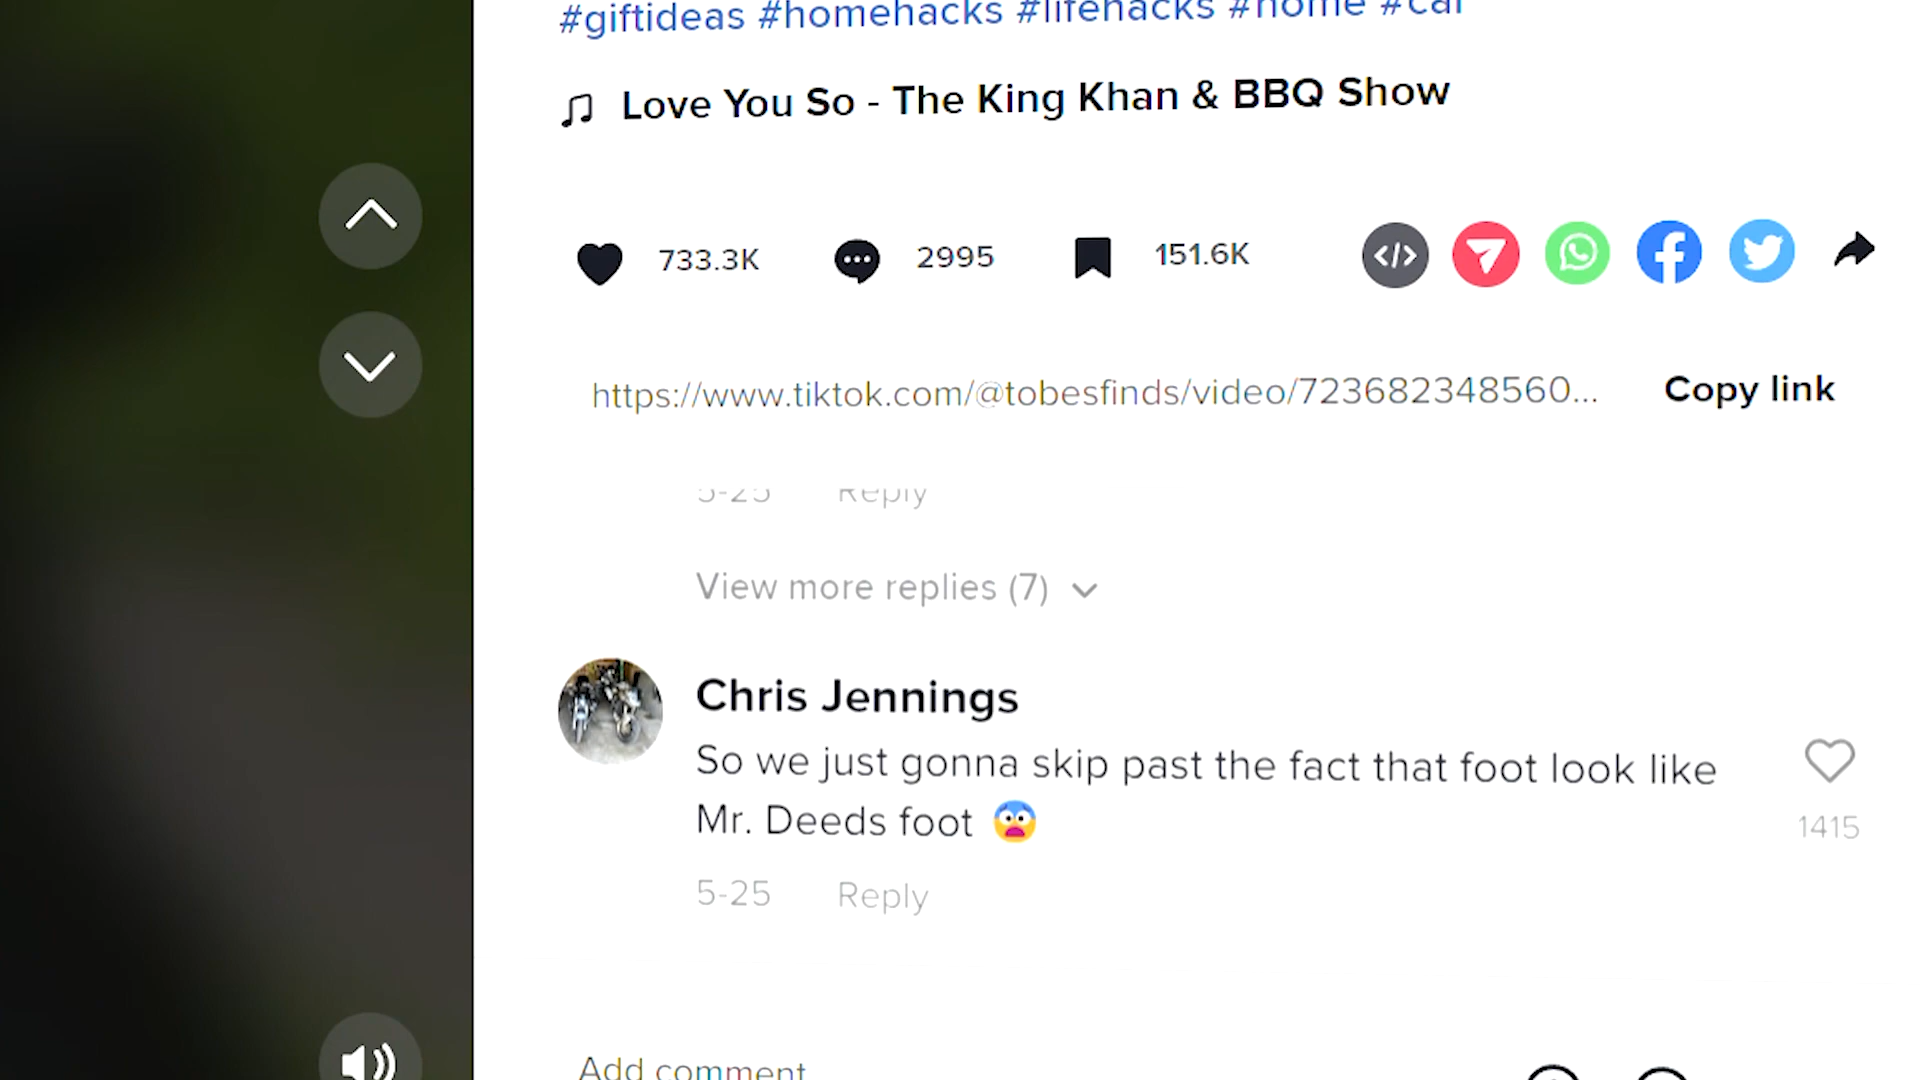 #giftideas #homehacks #lifehacks #home #car
Love You So - The King Khan & BBQ Show
733.3K 2995 151.6K
https://www.tiktok.com/@tobesfinds/video/723682348560... Copy link
5-25 Reply
View more replies (7)
Chris Jennings
So we just gonna skip past the fact that foot look like
Mr. Deeds foot 😨
1415
5-25 Reply
Add comment